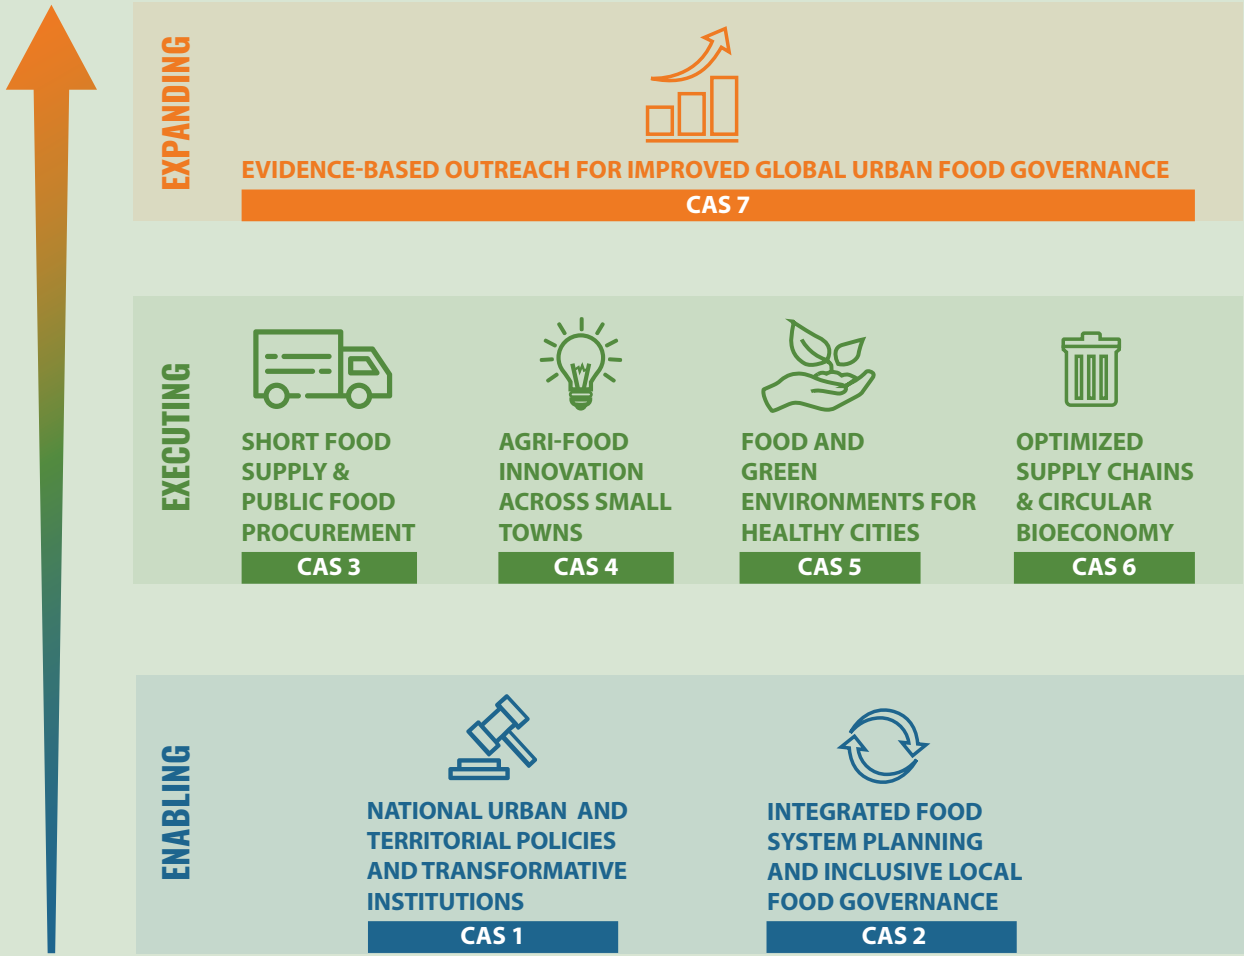 EXPANDING
EVIDENCE-BASED OUTREACH FOR IMPROVED GLOBAL URBAN FOOD GOVERNANCE
CAS 7
EXECUTING
SHORT FOOD
SUPPLY &
PUBLIC FOOD
PROCUREMENT
CAS 3
AGRI-FOOD
INNOVATION
ACROSS SMALL
TOWNS
CAS 4
FOOD AND
GREEN
ENVIRONMENTS FOR
HEALTHY CITIES
CAS 5
OPTIMIZED
SUPPLY CHAINS
& CIRCULAR
BIOECONOMY
CAS 6
ENABLING
NATIONAL URBAN AND
TERRITORIAL POLICIES
AND TRANSFORMATIVE
INSTITUTIONS
CAS 1
INTEGRATED FOOD
SYSTEM PLANNING
AND INCLUSIVE LOCAL
FOOD GOVERNANCE
CAS 2